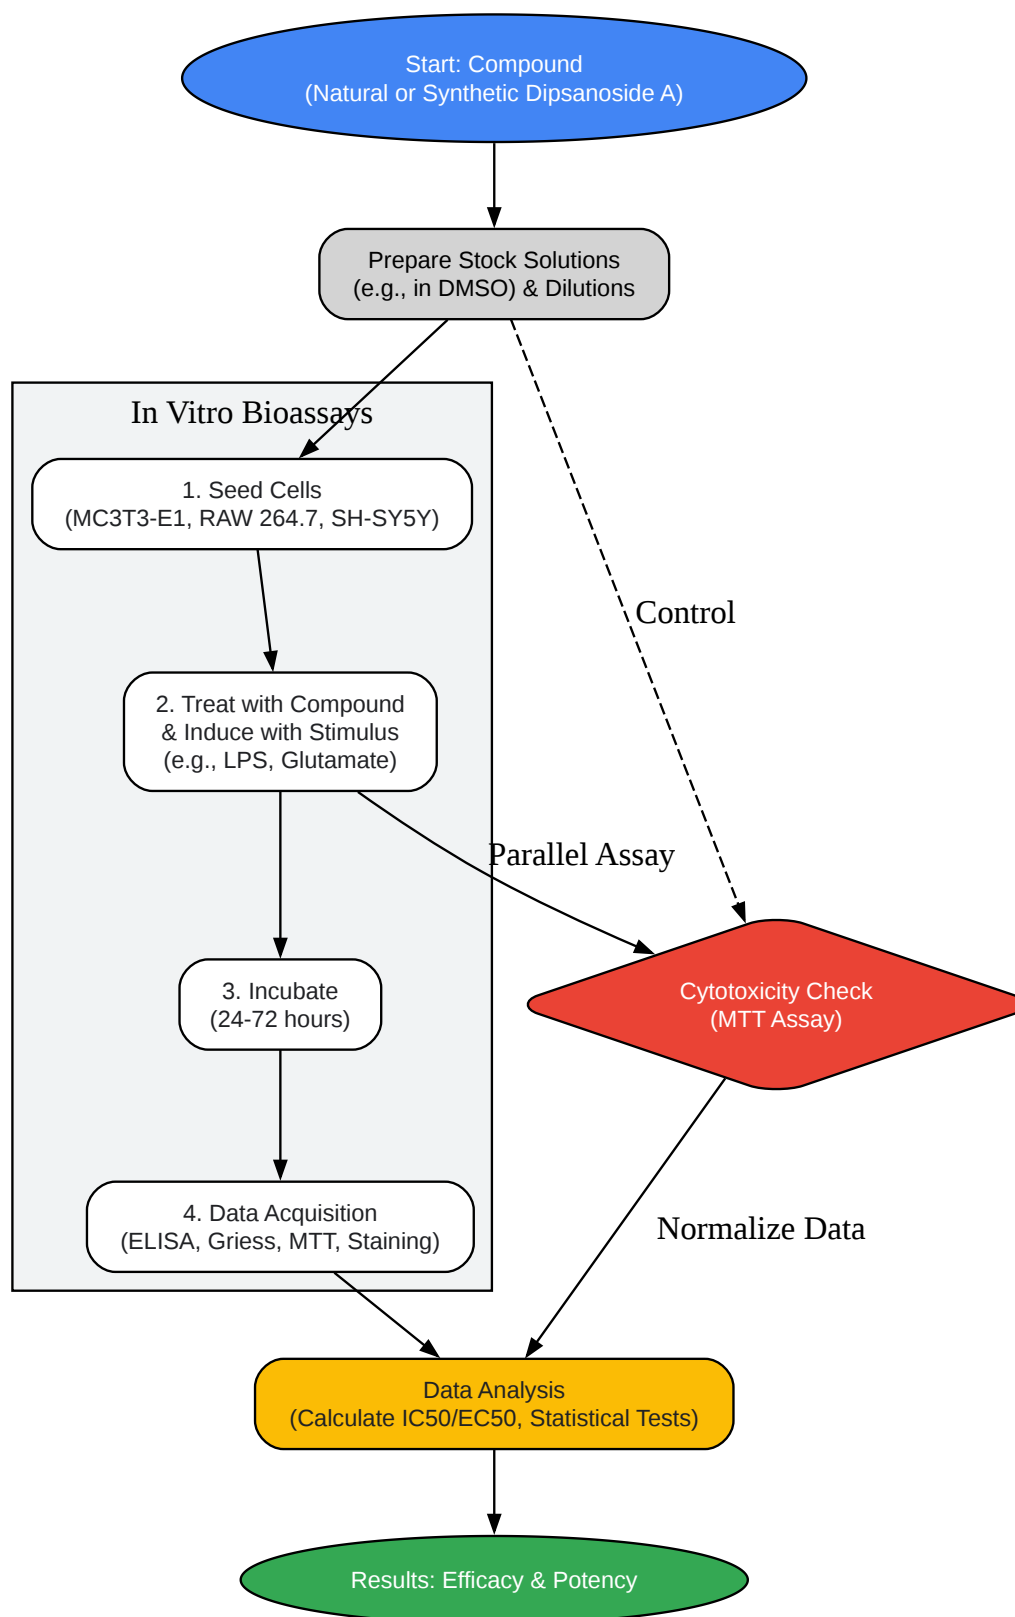 Start: Compound
(Natural or Synthetic Dipsanoside A)
Prepare Stock Solutions
(e.g., in DMSO) & Dilutions
In Vitro Bioassays
1. Seed Cells
(MC3T3-E1, RAW 264.7, SH-SY5Y)
Control
2. Treat with Compound
& Induce with Stimulus
(e.g., LPS, Glutamate)
Parallel Assay
3. Incubate
(24-72 hours)
Cytotoxicity Check
(MTT Assay)
4. Data Acquisition
(ELISA, Griess, MTT, Staining)
Normalize Data
Data Analysis
(Calculate IC50/EC50, Statistical Tests)
Results: Efficacy & Potency